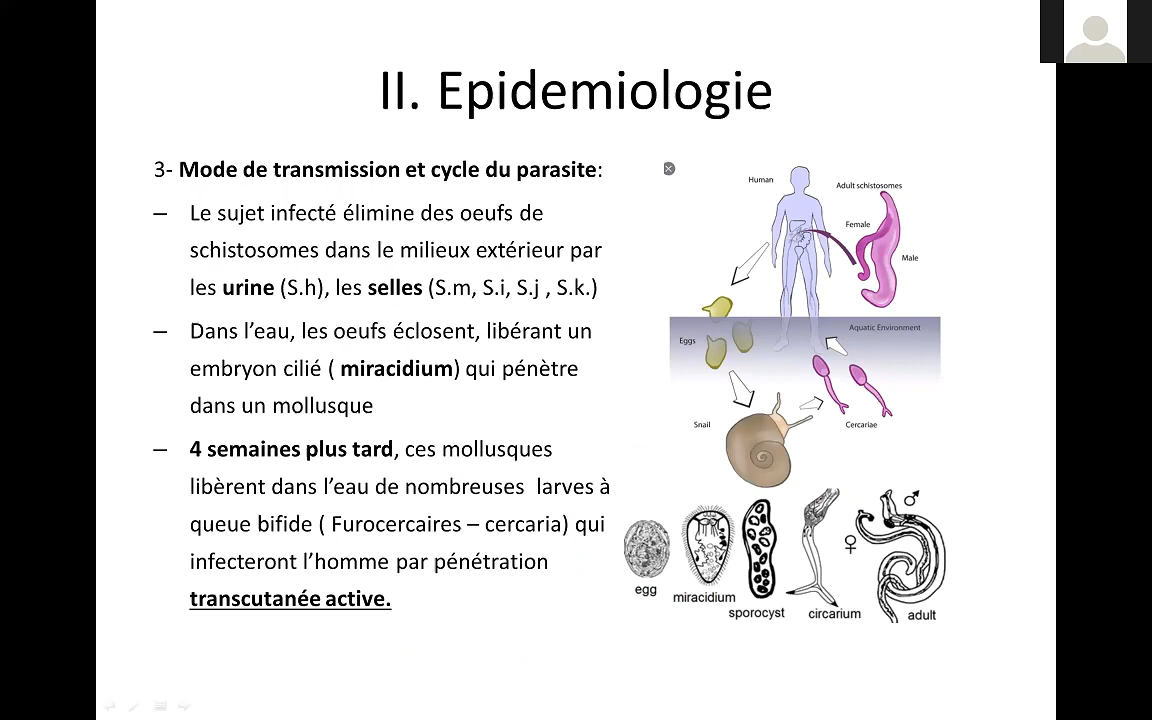 II. Epidemiologie
3- Mode de transmission et cycle du parasite:
– Le sujet infecté élimine des oeufs de
schistosomes dans le milieux extérieur par
les urine (S.h), les selles (S.m, S.i, S.j , S.k.)
– Dans l’eau, les oeufs éclosent, libérant un
embryon cilié ( miracidium) qui pénètre
dans un mollusque
– 4 semaines plus tard, ces mollusques
libèrent dans l’eau de nombreuses larves à
queue bifide ( Furocercaires – cercaria) qui
infecteront l’homme par pénétration
transcutanée active.
Human
Adult schistosomes
Female
Male
Aquatic Environment
Eggs
Snail
Cercariae
egg
miracidium
sporocyst
circarium
adult
♀
♂